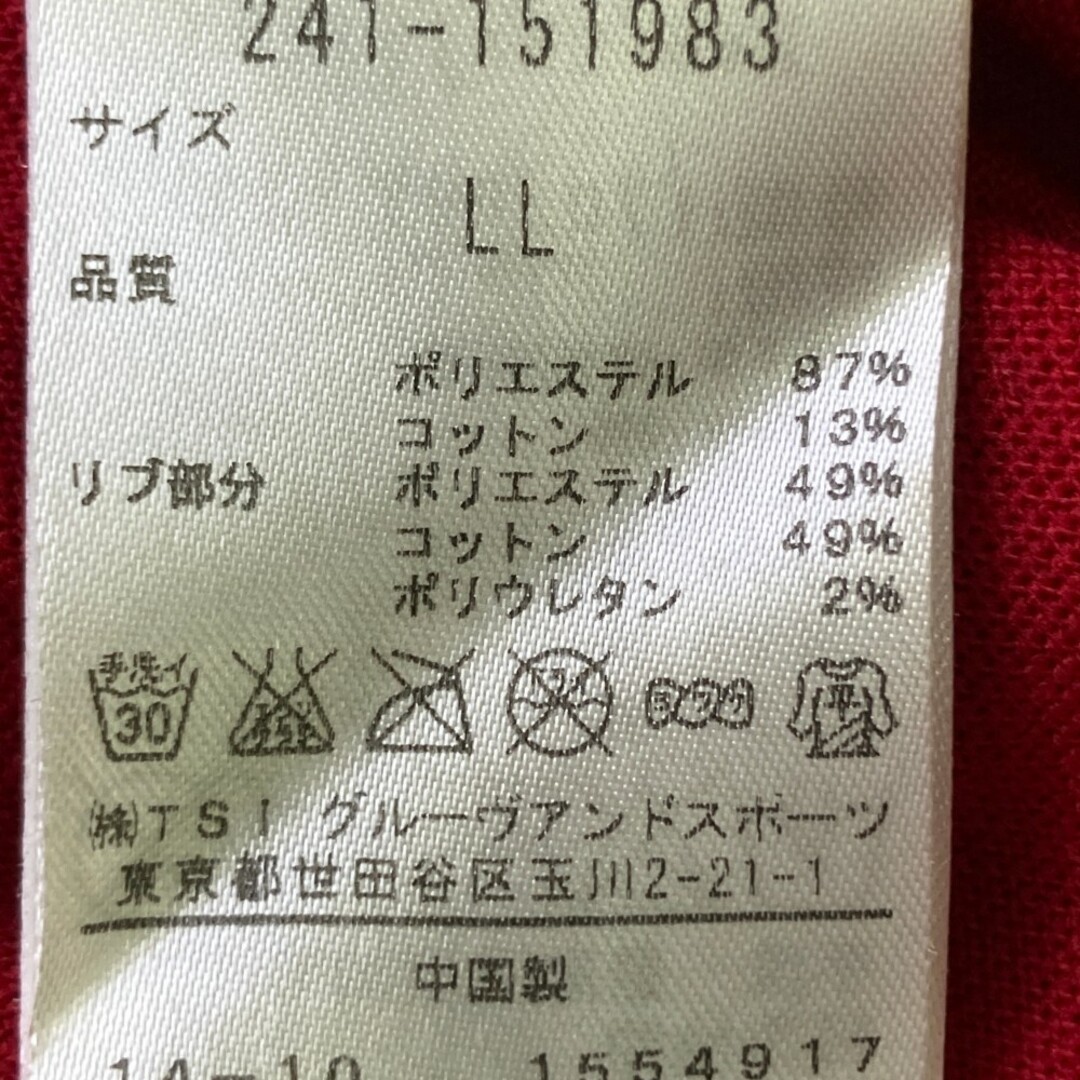 241-151983
サイズ
LL
品質
ポリエステル 87%
コットン 13%
リブ部分 ポリエステル 49%
コットン 49%
ポリウレタン 2%
手洗イ 30 平
㈱TSI グルーヴアンドスポーツ
東京都世田谷区玉川2-21-1
中国製
14-10 1554917